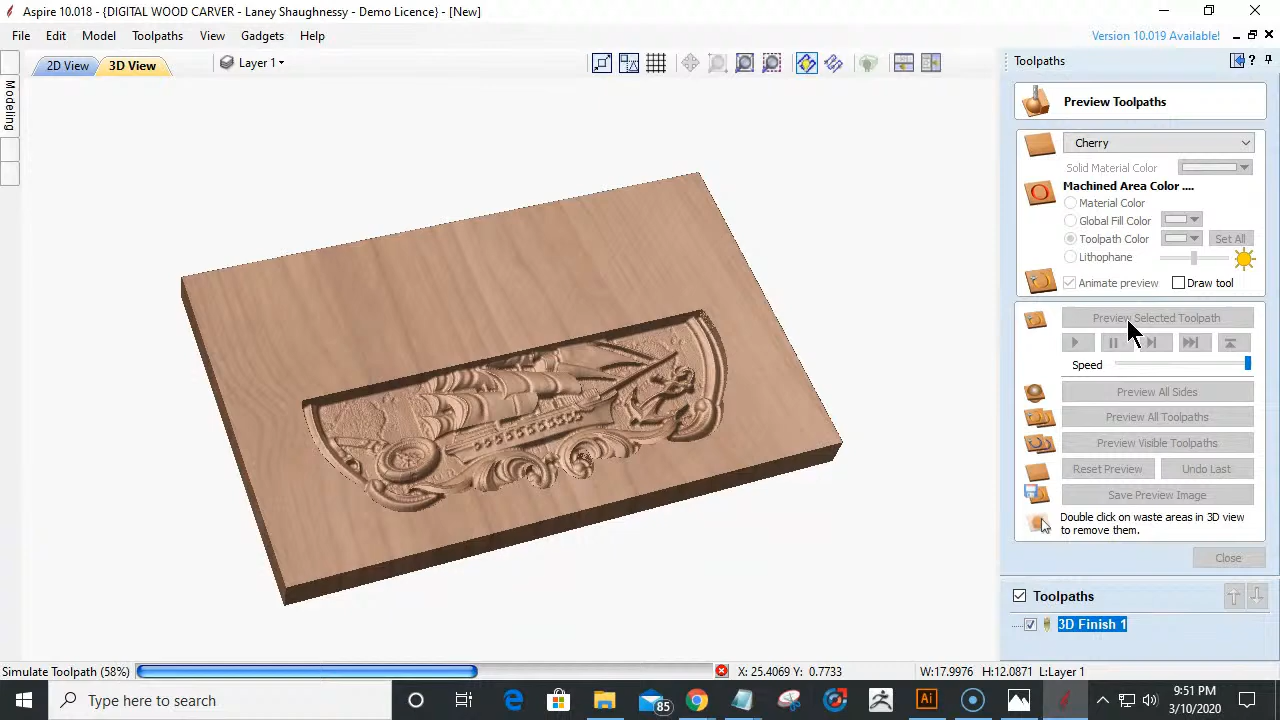 Aspire 10.018 - {DIGITAL WOOD CARVER - Laney Shaughnessy - Demo Licence} - [New]
File Edit Model Toolpaths View Gadgets Help
Version 10.019 Available!
2D View
3D View
Layer 1
Modeling
Toolpaths
Preview Toolpaths
Cherry
Solid Material Color
Machined Area Color ....
Material Color
Global Fill Color
Toolpath Color
Set All
Lithophane
Animate preview
Draw tool
Preview Selected Toolpath
Speed
Preview All Sides
Preview All Toolpaths
Preview Visible Toolpaths
Reset Preview
Undo Last
Save Preview Image
Double click on waste areas in 3D view
to remove them.
Close
Toolpaths
3D Finish 1
Simulate Toolpath (58%)
X: 25.4069 Y: 0.7733
W:17.9976 H:12.0871 L:Layer 1
Type here to search
85
Ai
9:51 PM
3/10/2020